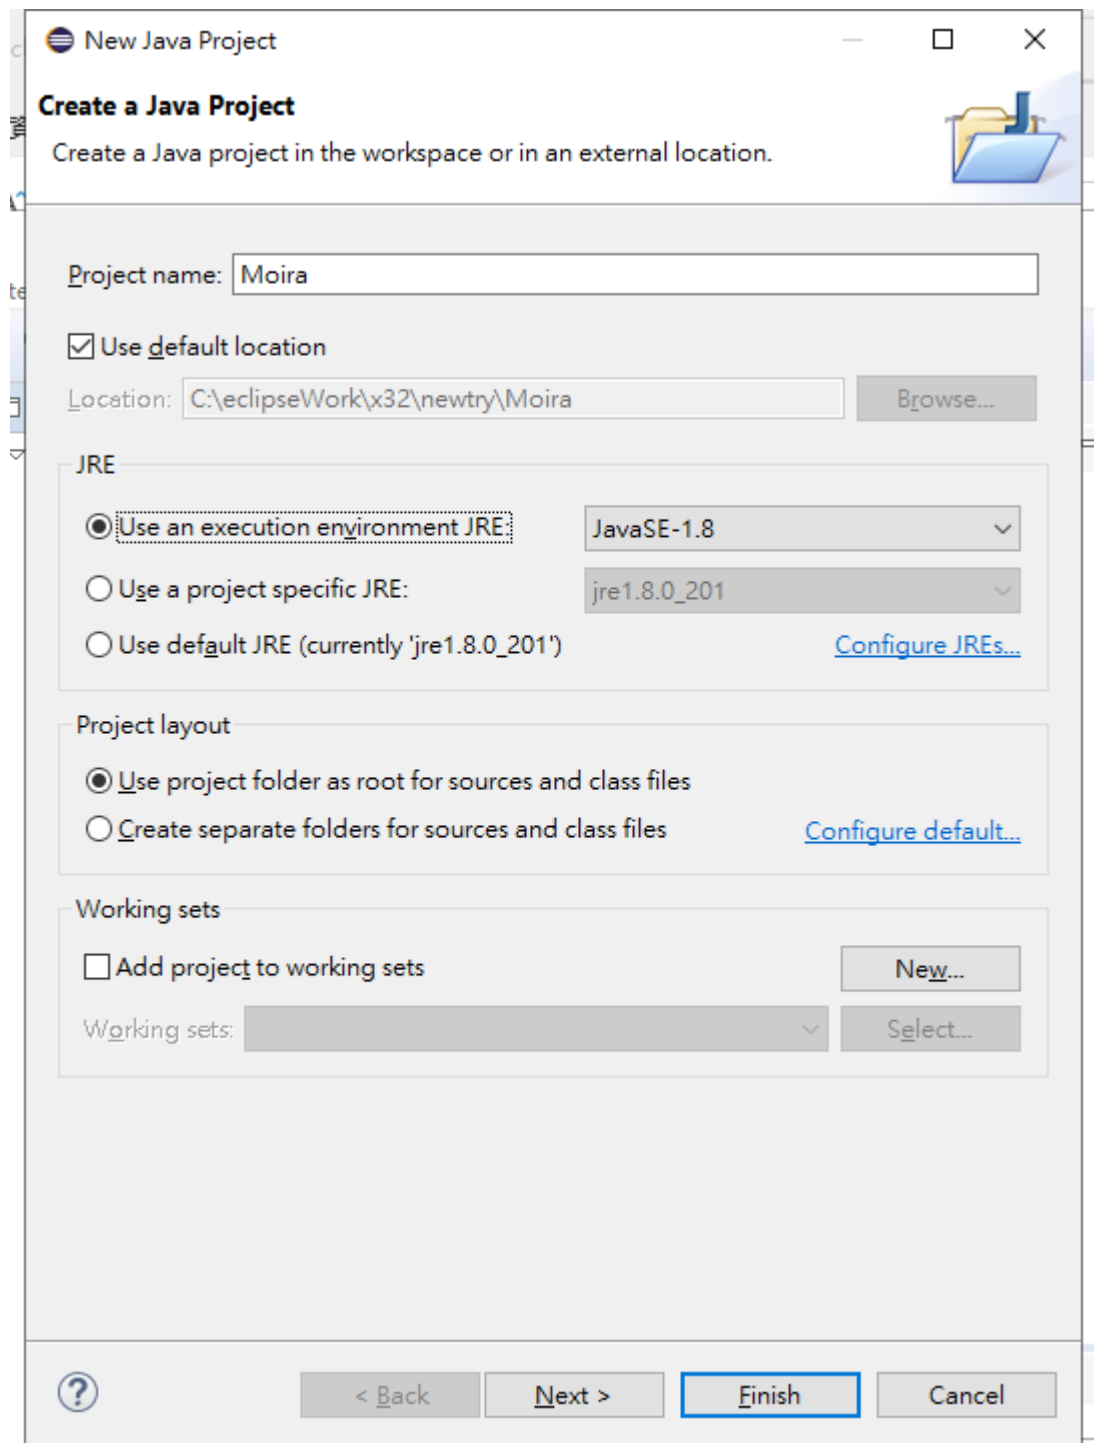 New Java Project
Create a Java Project
Create a Java project in the workspace or in an external location.
Project name: Moira
Use default location
Location: C:\eclipseWork\x32\newtry\Moira Browse...
JRE
Use an execution environment JRE: JavaSE-1.8
Use a project specific JRE: jre1.8.0_201
Use default JRE (currently 'jre1.8.0_201') Configure JREs...
Project layout
Use project folder as root for sources and class files
Create separate folders for sources and class files Configure default...
Working sets
Add project to working sets New...
Working sets: Select...
? < Back Next > Finish Cancel